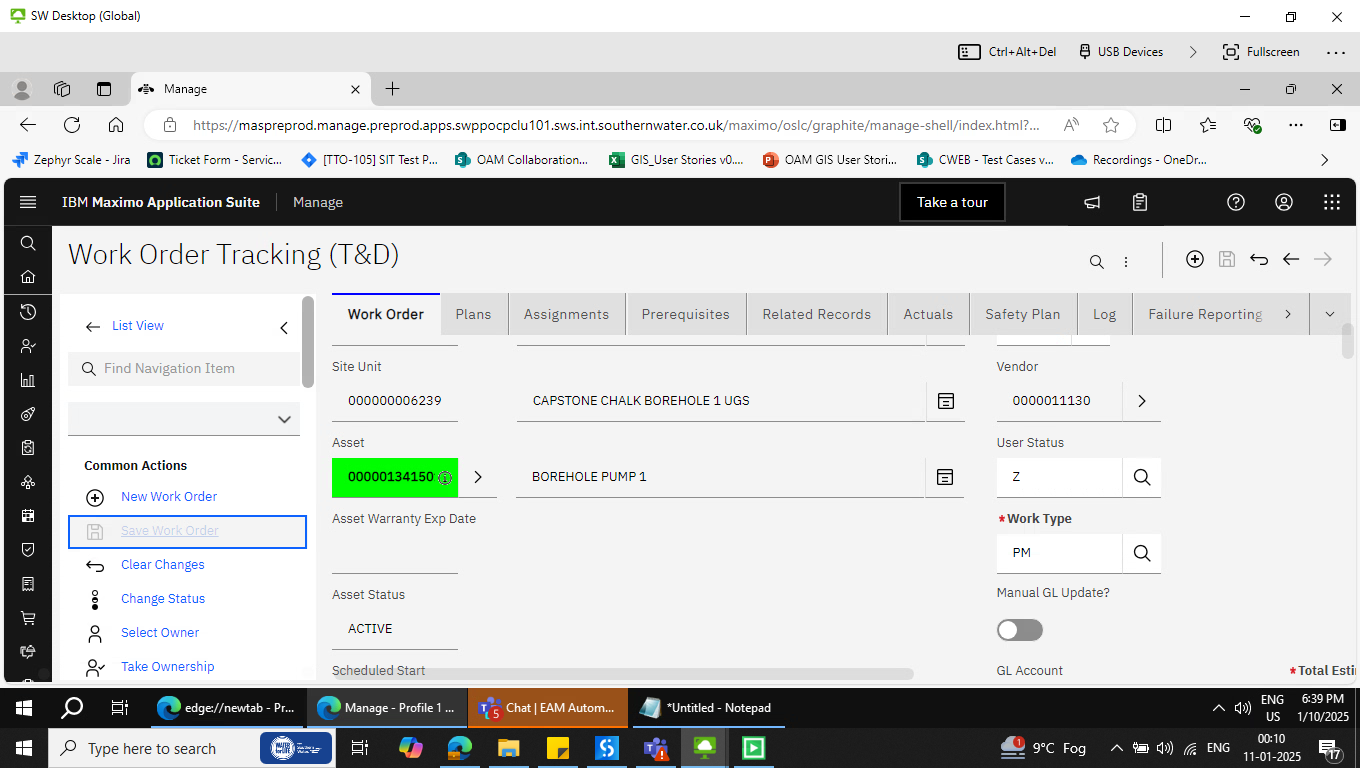 SW Desktop (Global)
Ctrl+Alt+Del
USB Devices
Fullscreen
Manage
https://maspreprod.manage.preprod.apps.swppocpclu101.sws.int.southernwater.co.uk/maximo/oslc/graphite/manage-shell/index.html?...
Zephyr Scale - Jira
Ticket Form - Servic...
[TTO-105] SIT Test P...
OAM Collaboration...
GIS_User Stories v0....
OAM GIS User Stori...
CWEB - Test Cases v...
Recordings - OneDr...
IBM Maximo Application Suite
Manage
Take a tour
Work Order Tracking (T&D)
List View
Find Navigation Item
Common Actions
New Work Order
Save Work Order
Clear Changes
Change Status
Select Owner
Take Ownership
Work Order
Plans
Assignments
Prerequisites
Related Records
Actuals
Safety Plan
Log
Failure Reporting
Site Unit
000000006239
CAPSTONE CHALK BOREHOLE 1 UGS
Vendor
0000011130
Asset
00000134150
BOREHOLE PUMP 1
User Status
Z
Asset Warranty Exp Date
*Work Type
PM
Asset Status
ACTIVE
Manual GL Update?
Scheduled Start
GL Account
*Total Esti
edge://newtab - Pr...
Manage - Profile 1 ...
5
Chat | EAM Autom...
*Untitled - Notepad
ENG
US
6:39 PM
1/10/2025
Type here to search
1
9°C Fog
ENG
00:10
11-01-2025
17